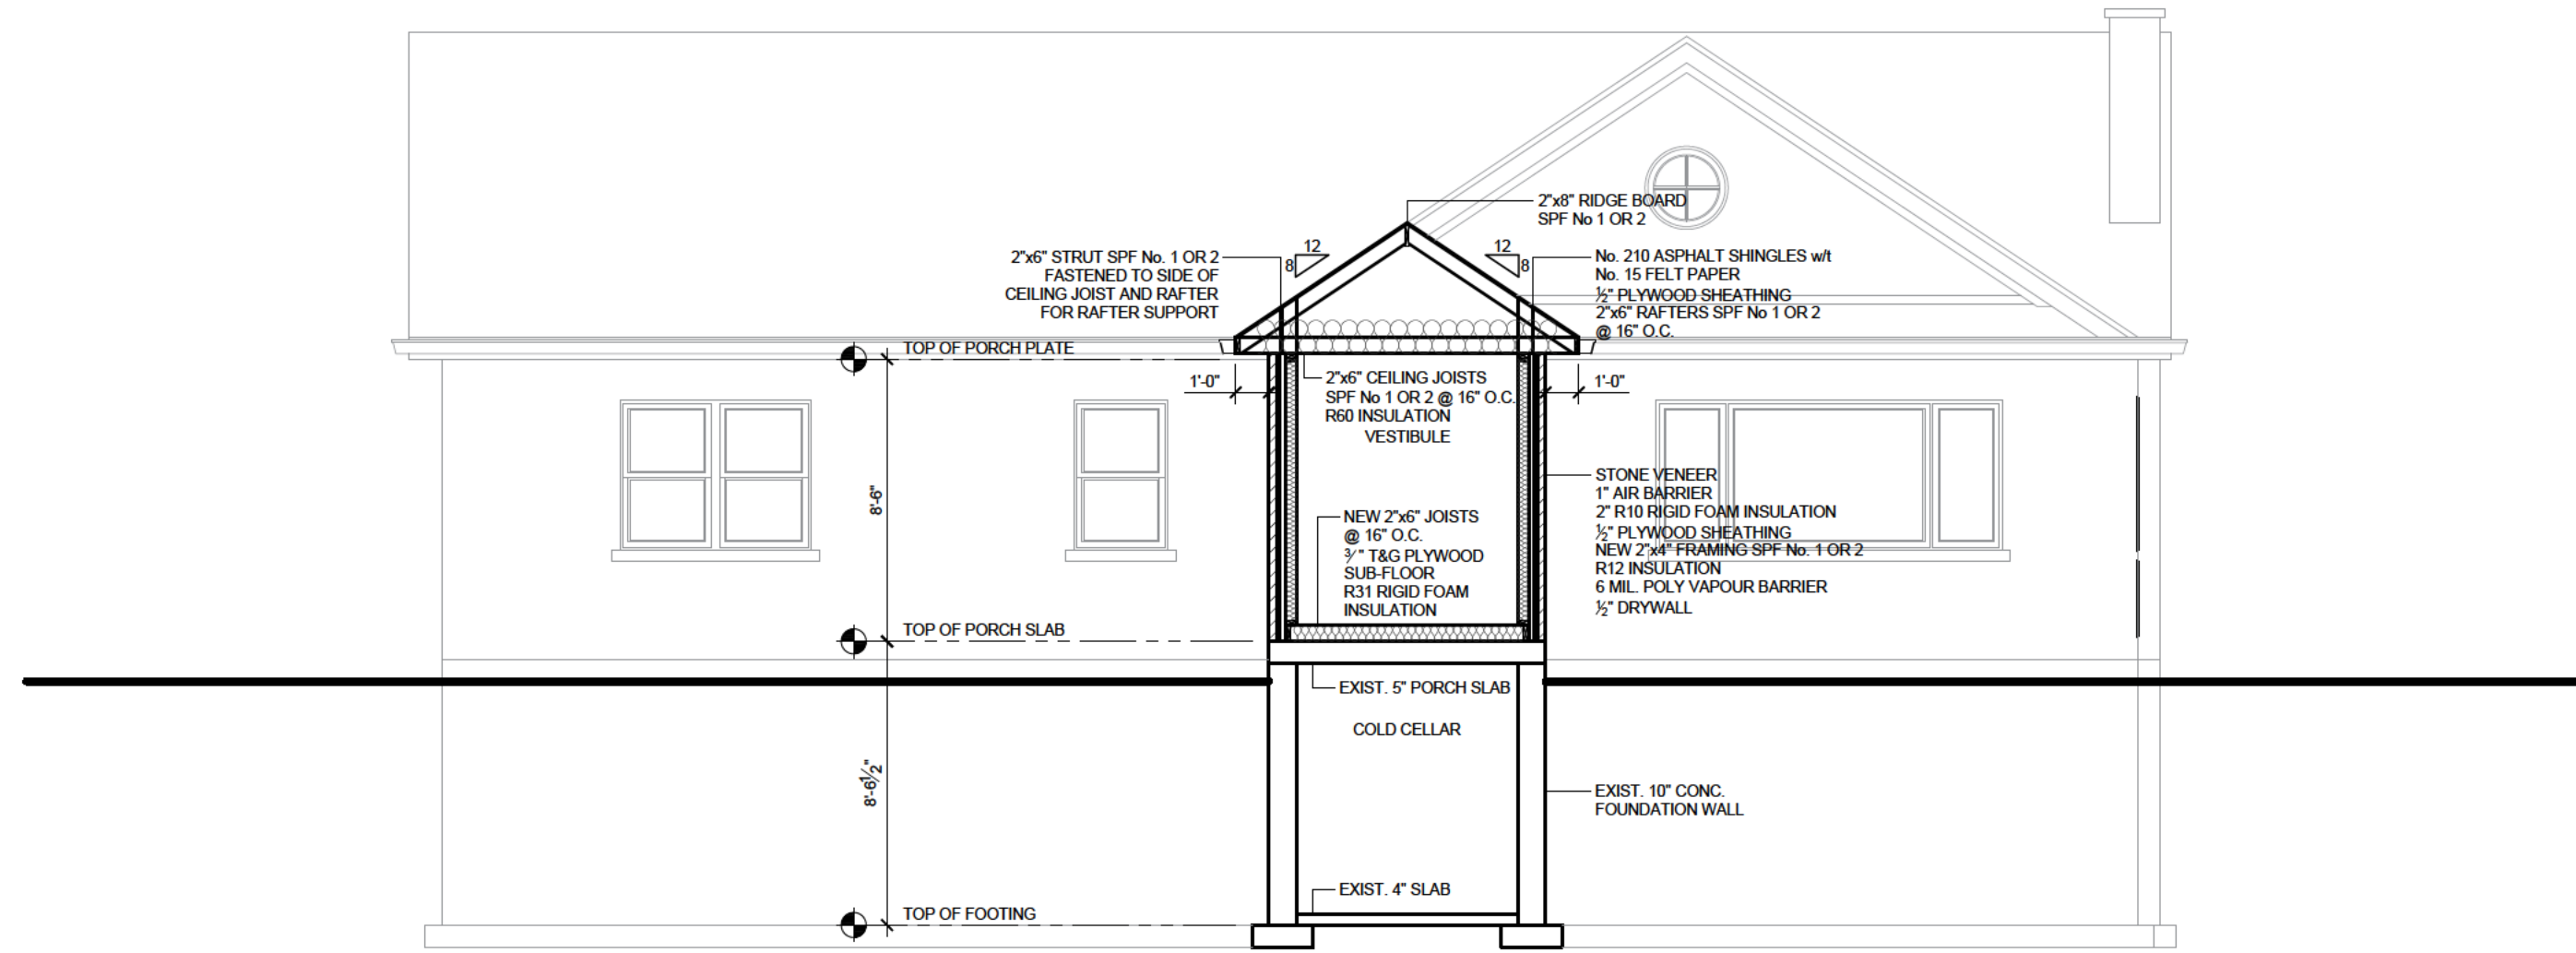 2"x8" RIDGE BOARD
SPF No 1 OR 2
12
8
12
8
2"x6" STRUT SPF No. 1 OR 2
FASTENED TO SIDE OF
CEILING JOIST AND RAFTER
FOR RAFTER SUPPORT
No. 210 ASPHALT SHINGLES w/t
No. 15 FELT PAPER
½" PLYWOOD SHEATHING
2"x6" RAFTERS SPF No 1 OR 2
@ 16" O.C.
TOP OF PORCH PLATE
1'-0"
1'-0"
2"x6" CEILING JOISTS
SPF No 1 OR 2 @ 16" O.C.
R60 INSULATION
VESTIBULE
8'-6"
STONE VENEER
1" AIR BARRIER
2" R10 RIGID FOAM INSULATION
½" PLYWOOD SHEATHING
NEW 2"x4" FRAMING SPF No. 1 OR 2
R12 INSULATION
6 MIL. POLY VAPOUR BARRIER
½" DRYWALL
NEW 2"x6" JOISTS
@ 16" O.C.
3/" T&G PLYWOOD
SUB-FLOOR
R31 RIGID FOAM
INSULATION
TOP OF PORCH SLAB
EXIST. 5" PORCH SLAB
COLD CELLAR
8'-6½"
EXIST. 10" CONC.
FOUNDATION WALL
EXIST. 4" SLAB
TOP OF FOOTING